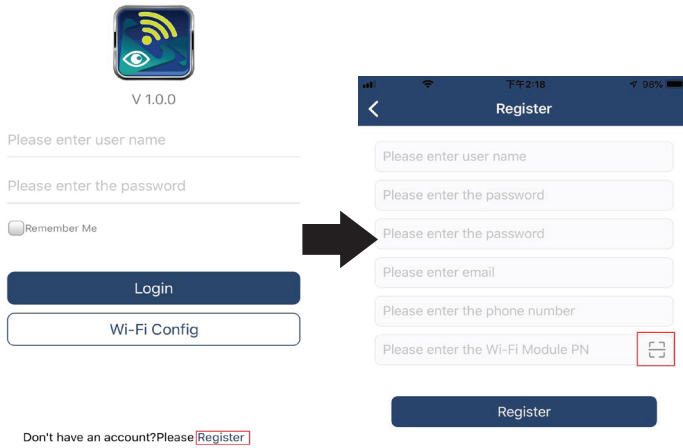 V 1.0.0
Please enter user name
Please enter the password
Remember Me
Login
Wi-Fi Config
Don't have an account?Please Register
下午2:18
98%
Register
Please enter user name
Please enter the password
Please enter the password
Please enter email
Please enter the phone number
Please enter the Wi-Fi Module PN
Register